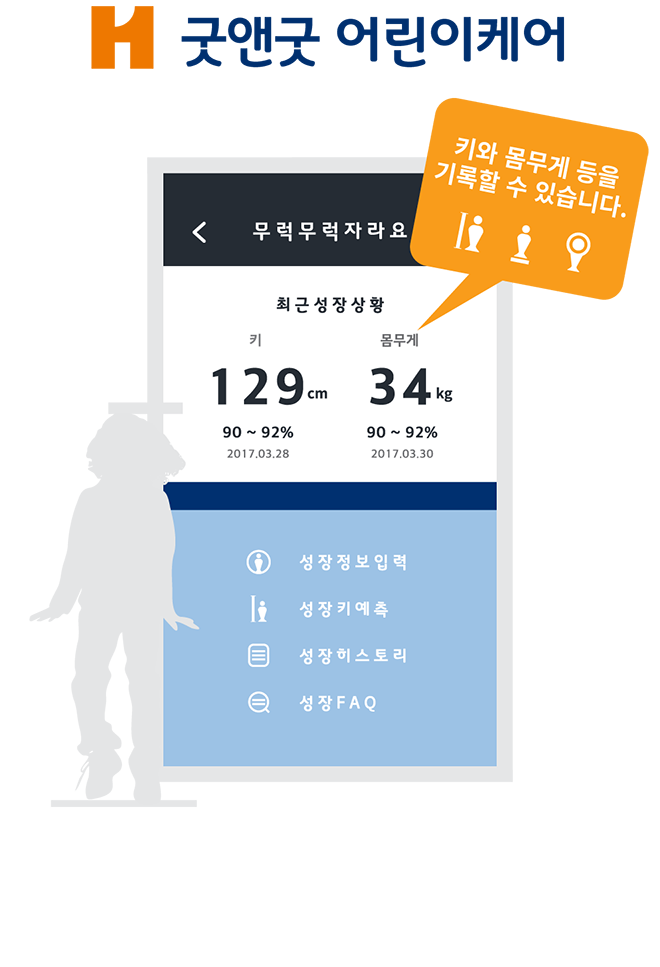 굿앤굿 어린이케어
키와 몸무게 등을
기록할 수 있습니다.
무럭무럭자라요
최근성장상황
키 몸무게
129cm 34kg
90 ~ 92% 90 ~ 92%
2017.03.28 2017.03.30
성장정보입력
성장키예측
성장히스토리
성장FAQ